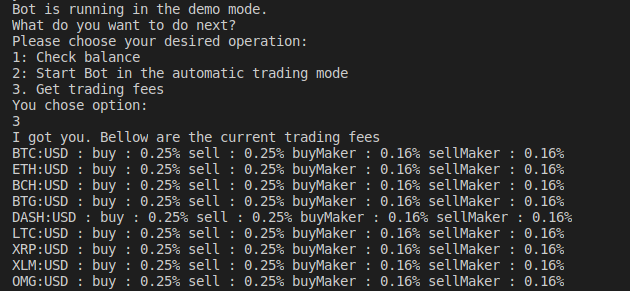 Bot is running in the demo mode.
What do you want to do next?
Please choose your desired operation:
1: Check balance
2: Start Bot in the automatic trading mode
3. Get trading fees
You chose option:
3
I got you. Bellow are the current trading fees
BTC:USD : buy : 0.25% sell : 0.25% buyMaker : 0.16% sellMaker : 0.16%
ETH:USD : buy : 0.25% sell : 0.25% buyMaker : 0.16% sellMaker : 0.16%
BCH:USD : buy : 0.25% sell : 0.25% buyMaker : 0.16% sellMaker : 0.16%
BTG:USD : buy : 0.25% sell : 0.25% buyMaker : 0.16% sellMaker : 0.16%
DASH:USD : buy : 0.25% sell : 0.25% buyMaker : 0.16% sellMaker : 0.16%
LTC:USD : buy : 0.25% sell : 0.25% buyMaker : 0.16% sellMaker : 0.16%
XRP:USD : buy : 0.25% sell : 0.25% buyMaker : 0.16% sellMaker : 0.16%
XLM:USD : buy : 0.25% sell : 0.25% buyMaker : 0.16% sellMaker : 0.16%
OMG:USD : buy : 0.25% sell : 0.25% buyMaker : 0.16% sellMaker : 0.16%